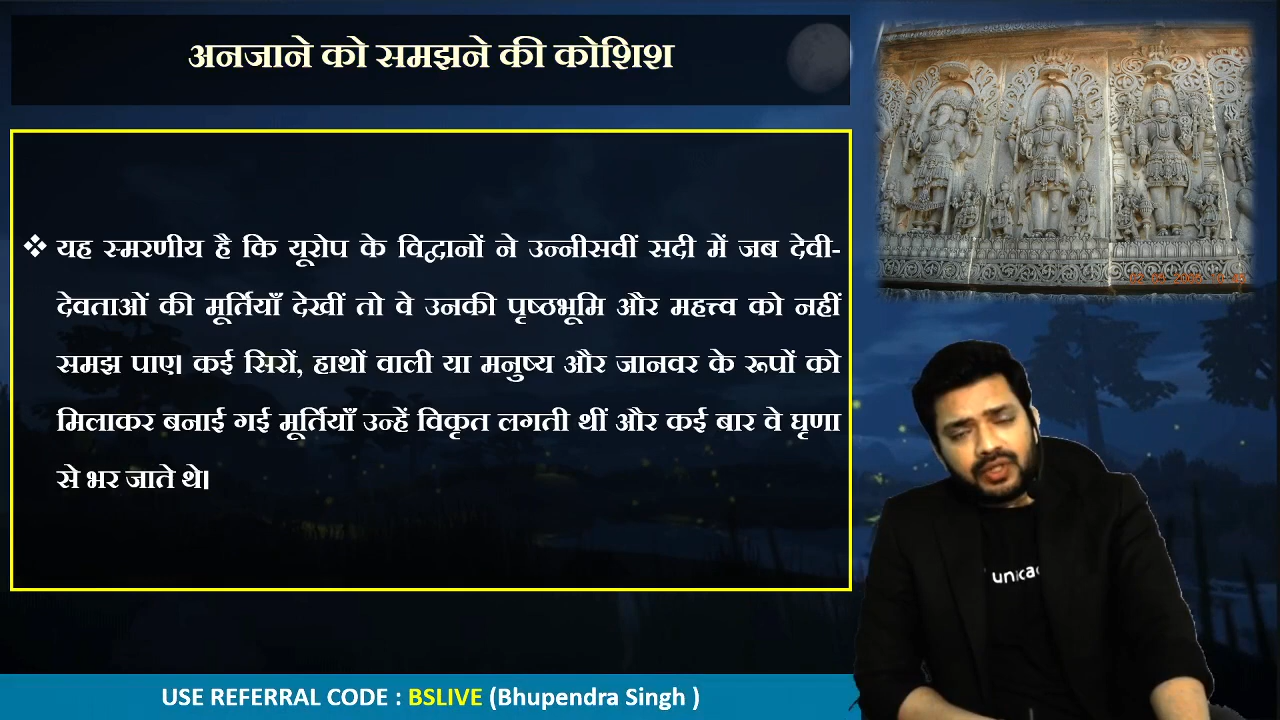 अनजाने को समझने की कोशिश
❖ यह स्मरणीय है कि यूरोप के विद्वानों ने उन्नीसवीं सदी में जब देवी-
देवताओं की मूर्तियाँ देखीं तो वे उनकी पृष्ठभूमि और महत्त्व को नहीं
समझ पाए। कई सिरों, हाथों वाली या मनुष्य और जानवर के रूपों को
मिलाकर बनाई गई मूर्तियाँ उन्हें विकृत लगती थीं और कई बार वे घृणा
से भर जाते थे।
USE REFERRAL CODE : BSLIVE (Bhupendra Singh )